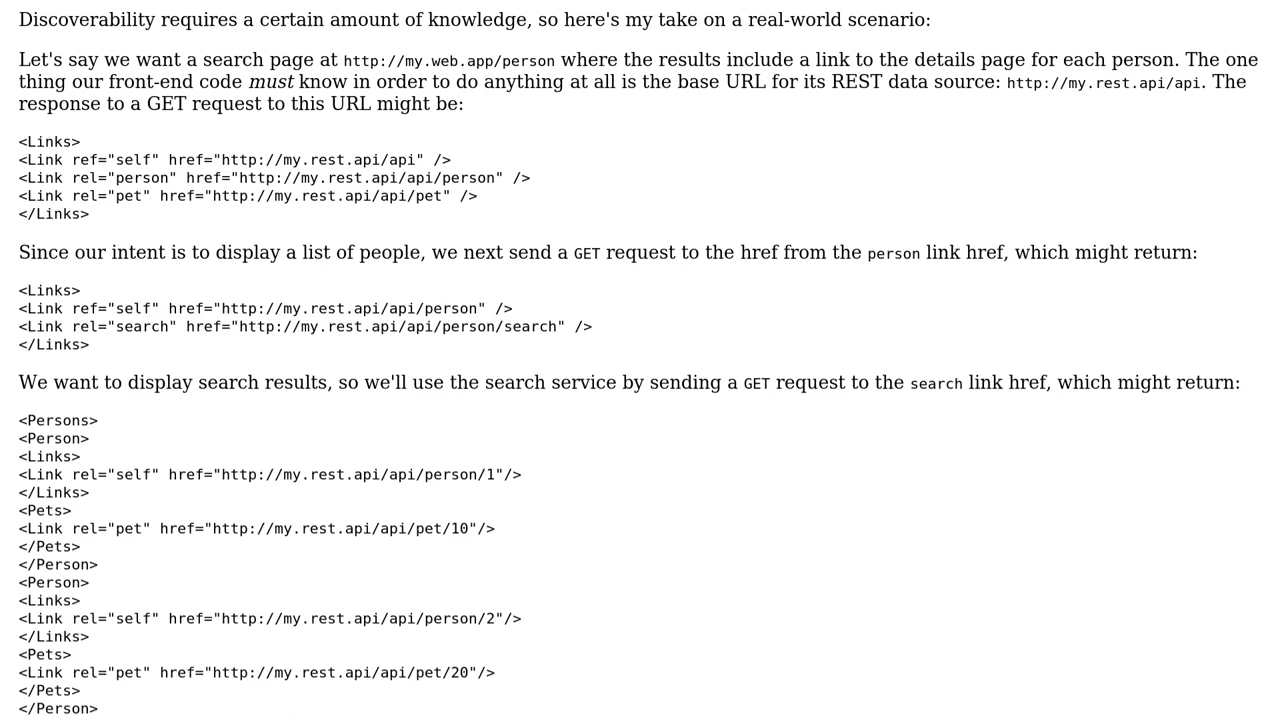 Discoverability requires a certain amount of knowledge, so here's my take on a real-world scenario:
Let's say we want a search page at http://my.web.app/person where the results include a link to the details page for each person. The one
thing our front-end code must know in order to do anything at all is the base URL for its REST data source: http://my.rest.api/api. The
response to a GET request to this URL might be:
<Links>
<Link ref="self" href="http://my.rest.api/api" />
<Link rel="person" href="http://my.rest.api/api/person" />
<Link rel="pet" href="http://my.rest.api/api/pet" />
</Links>
Since our intent is to display a list of people, we next send a GET request to the href from the person link href, which might return:
<Links>
<Link ref="self" href="http://my.rest.api/api/person" />
<Link rel="search" href="http://my.rest.api/api/person/search" />
</Links>
We want to display search results, so we'll use the search service by sending a GET request to the search link href, which might return:
<Persons>
<Person>
<Links>
<Link rel="self" href="http://my.rest.api/api/person/1"/>
</Links>
<Pets>
<Link rel="pet" href="http://my.rest.api/api/pet/10"/>
</Pets>
</Person>
<Person>
<Links>
<Link rel="self" href="http://my.rest.api/api/person/2"/>
</Links>
<Pets>
<Link rel="pet" href="http://my.rest.api/api/pet/20"/>
</Pets>
</Person>